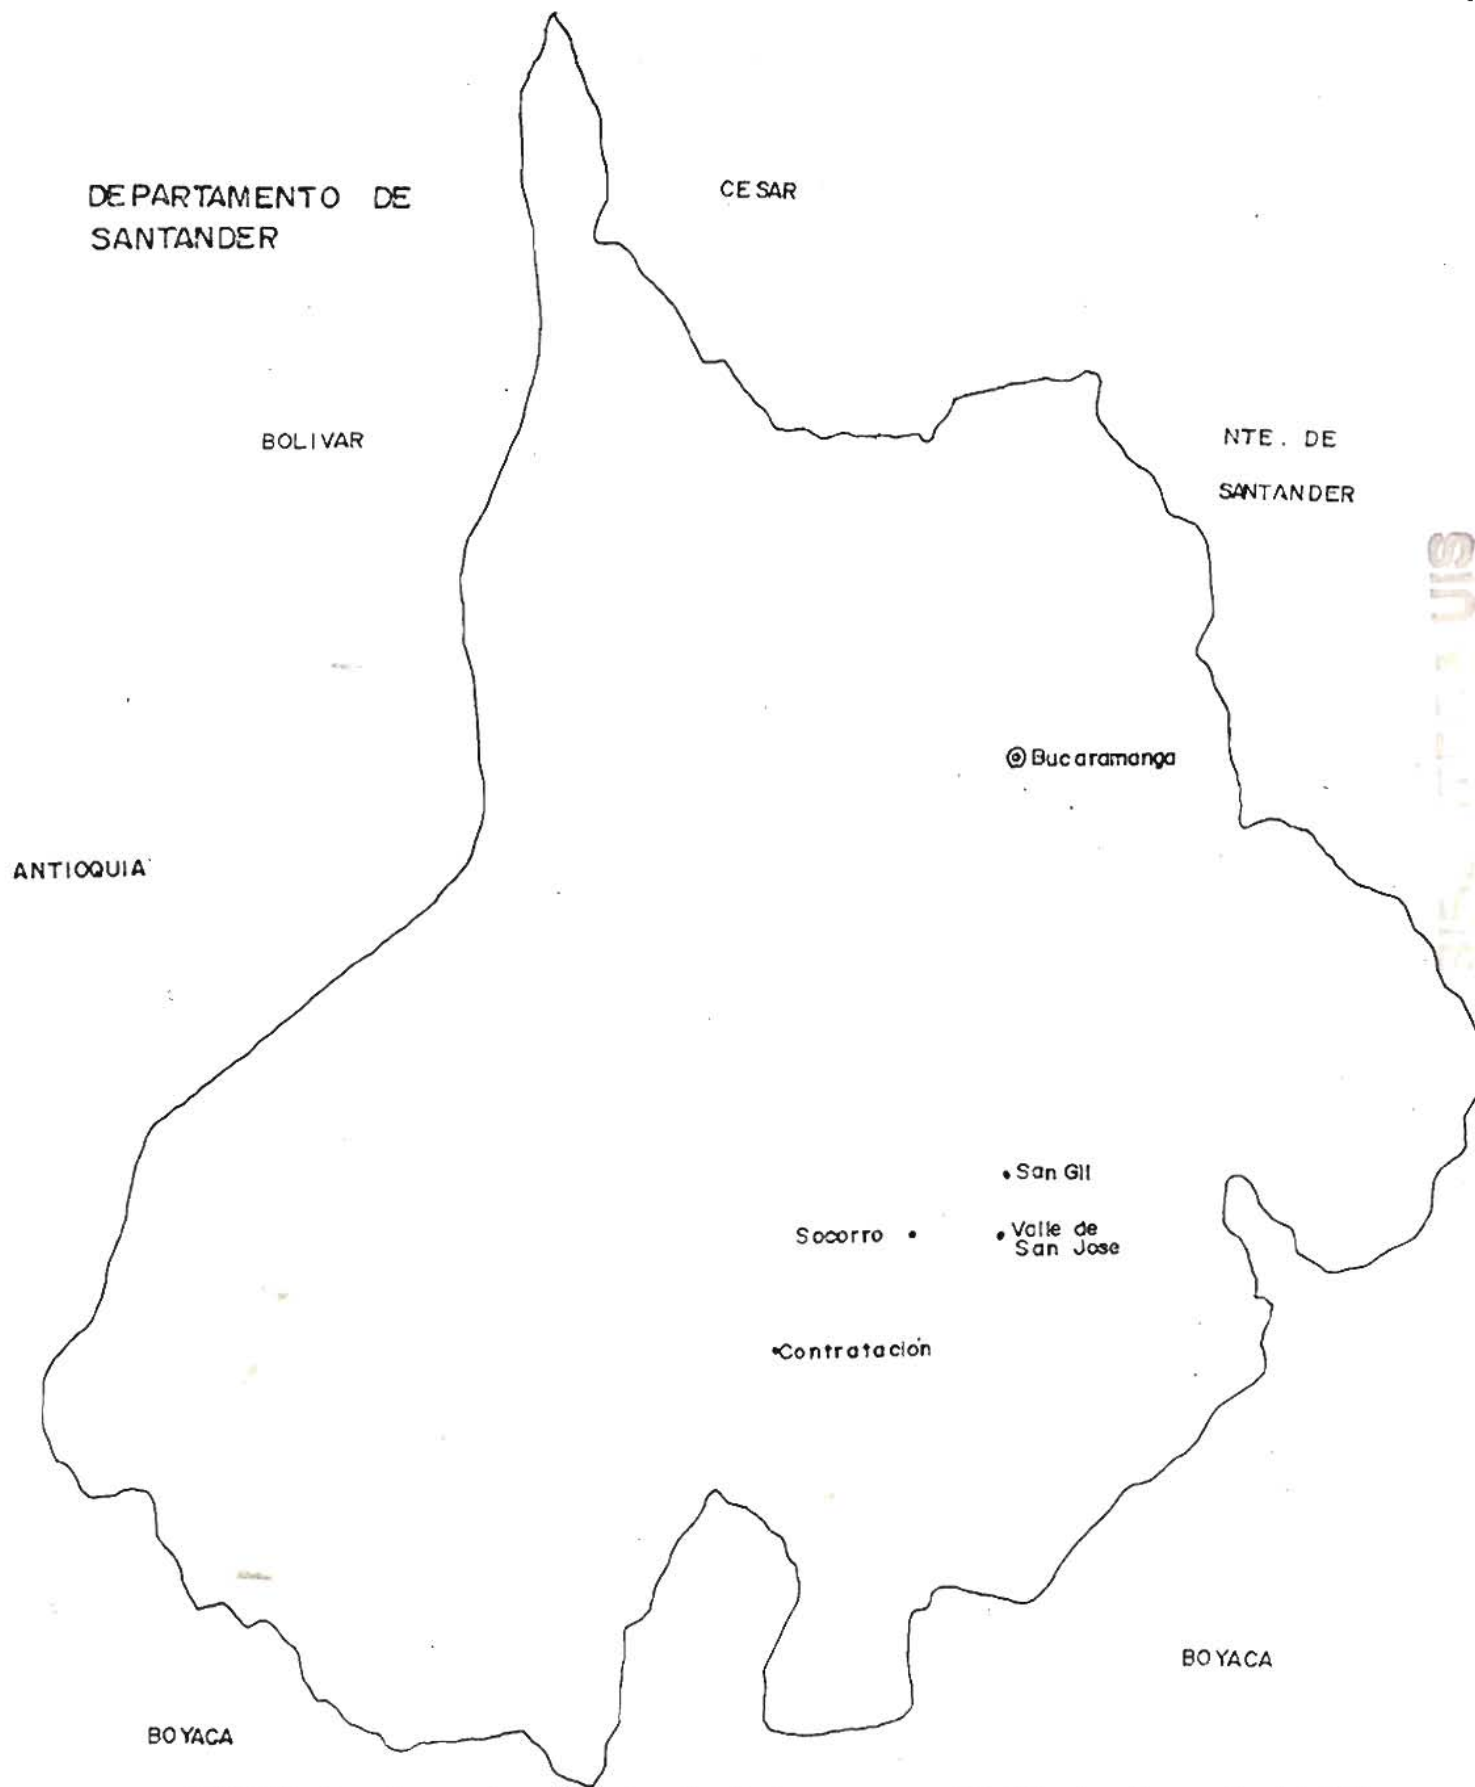 DEPARTAMENTO DE
SANTANDER
CESAR
BOLIVAR
NTE. DE
SANTANDER
UIS
Bucaramanga
ANTIOQUIA
San Gil
Socorro
Valle de
San Jose
Contratación
BOYACA
BOYACA